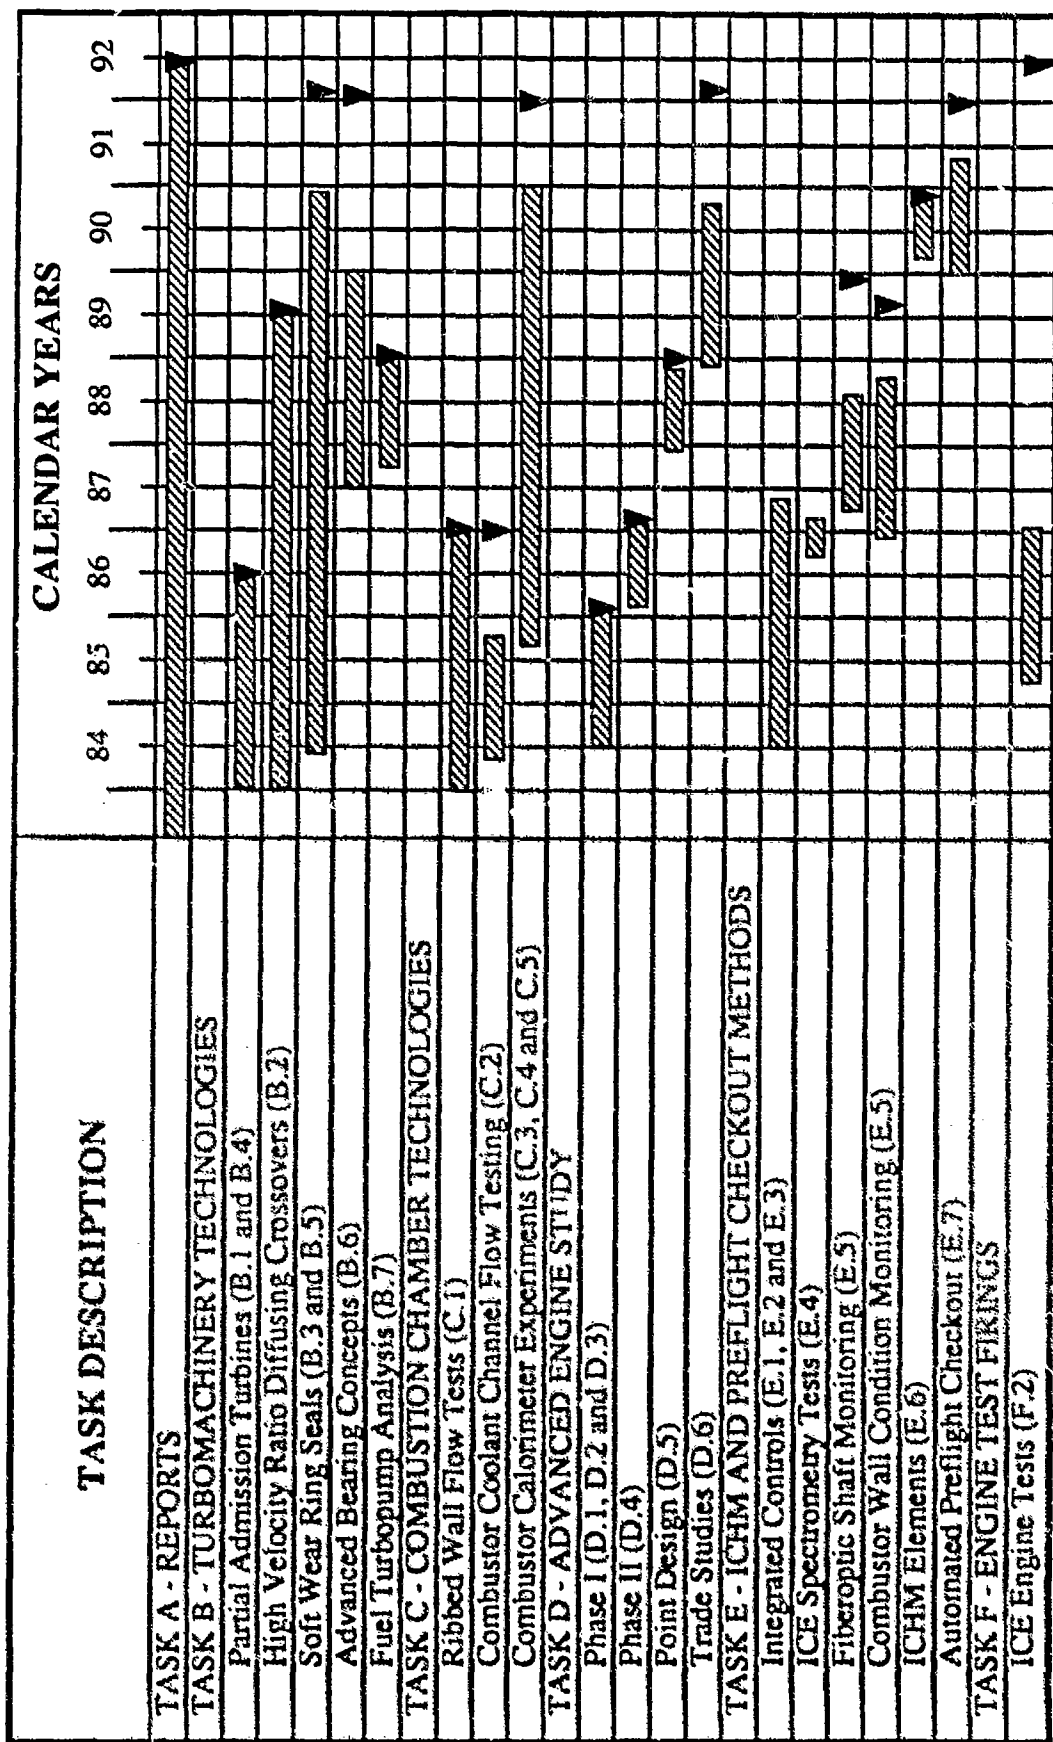 TASK DESCRIPTION
CALENDAR YEARS
84 85 86 87 88 89 90 91 92
TASK A - REPORTS
TASK B - TURBOMACHINERY TECHNOLOGIES
Partial Admission Turbines (B.1 and B.4)
High Velocity Ratio Diffusing Crossovers (B.2)
Soft Wear Ring Seals (B.3 and B.5)
Advanced Bearing Concepts (B.6)
Fuel Turbopump Analysis (B.7)
TASK C - COMBUSTION CHAMBER TECHNOLOGIES
Ribbed Wall Flow Tests (C.1)
Combustor Coolant Channel Flow Testing (C.2)
Combustor Calorimeter Experiments (C.3, C.4 and C.5)
TASK D - ADVANCED ENGINE STUDY
Phase I (D.1, D.2 and D.3)
Phase II (D.4)
Point Design (D.5)
Trade Studies (D.6)
TASK E - ICHM AND PREFLIGHT CHECKOUT METHODS
Integrated Controls (E.1, E.2 and E.3)
ICE Spectrometry Tests (E.4)
Fiberoptic Shaft Monitoring (E.5)
Combustor Wall Condition Monitoring (E.5)
ICHM Elements (E.6)
Automated Preflight Checkout (E.7)
TASK F - ENGINE TEST FIRINGS
ICE Engine Tests (F.2)